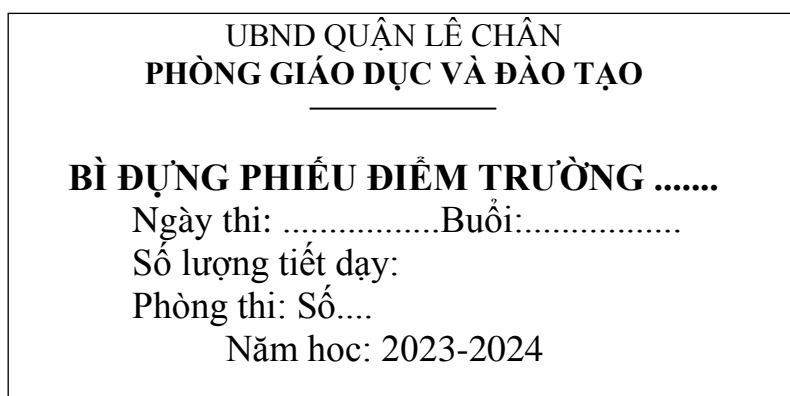 UBND QUẬN LÊ CHÂN
PHÒNG GIÁO DỤC VÀ ĐÀO TẠO
BÌ ĐỰNG PHIẾU ĐIỂM TRƯỜNG .......
Ngày thi: .................Buổi:.................
Số lượng tiết dạy:
Phòng thi: Số....
Năm hoc: 2023-2024